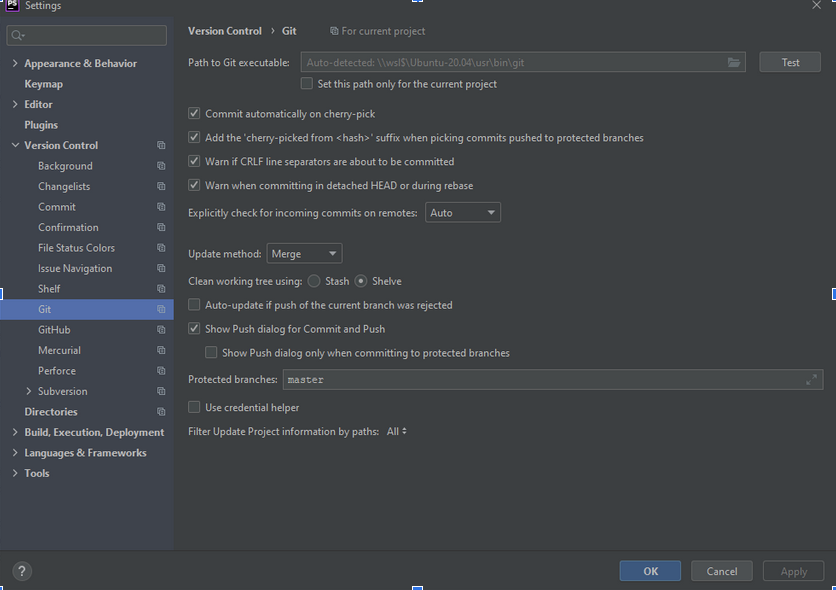 PS Settings
Version Control › Git For current project
Appearance & Behavior
Keymap
Editor
Plugins
Version Control
Background
Changelists
Commit
Confirmation
File Status Colors
Issue Navigation
Shelf
Git
GitHub
Mercurial
Perforce
Subversion
Directories
Build, Execution, Deployment
Languages & Frameworks
Tools
Path to Git executable: Auto-detected: \\wsl$\Ubuntu-20.04\usr\bin\git Test
Set this path only for the current project
Commit automatically on cherry-pick
Add the 'cherry-picked from <hash>' suffix when picking commits pushed to protected branches
Warn if CRLF line separators are about to be committed
Warn when committing in detached HEAD or during rebase
Explicitly check for incoming commits on remotes: Auto
Update method: Merge
Clean working tree using: Stash Shelve
Auto-update if push of the current branch was rejected
Show Push dialog for Commit and Push
Show Push dialog only when committing to protected branches
Protected branches: master
Use credential helper
Filter Update Project information by paths: All
? OK Cancel Apply